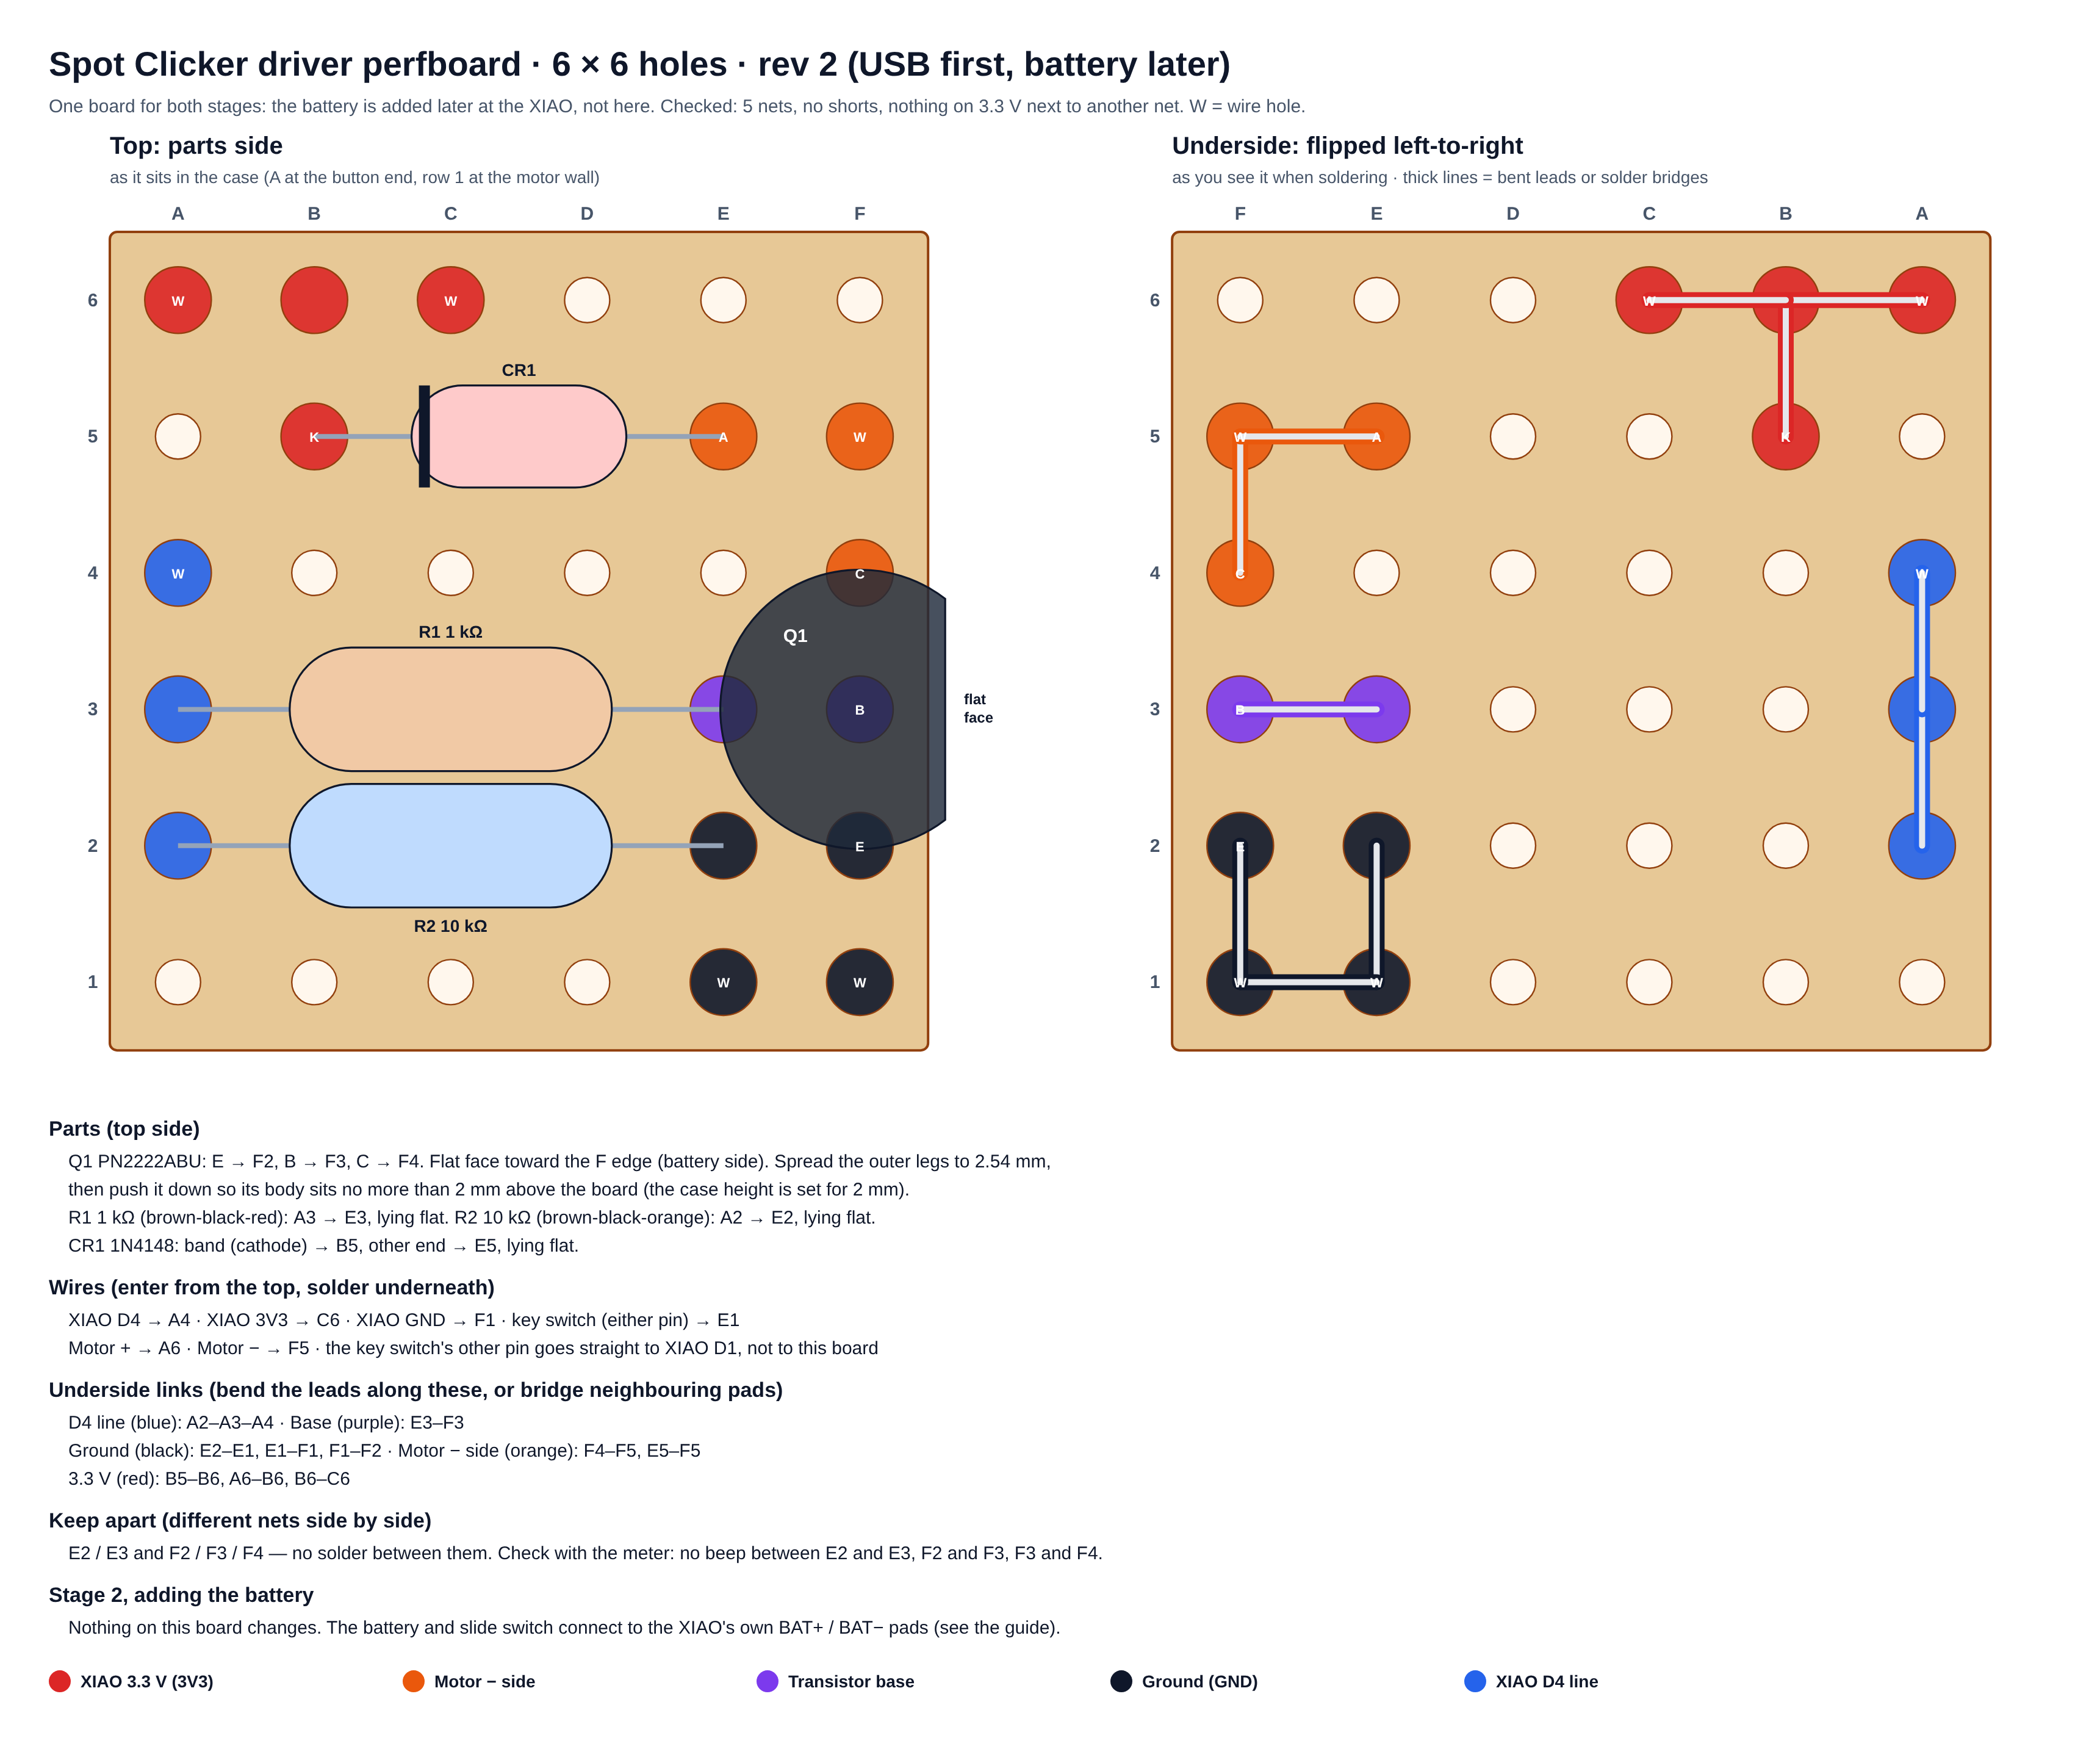 Spot Clicker driver perfboard · 6 × 6 holes · rev 2 (USB first, battery later)
One board for both stages: the battery is added later at the XIAO, not here. Checked: 5 nets, no shorts, nothing on 3.3 V next to another net. W = wire hole.
Top: parts side
as it sits in the case (A at the button end, row 1 at the motor wall)
A B C D E F
6 W W
CR1
5 K A W
4 W C
R1 1 kΩ
Q1
3 B
flat
face
2 E
R2 10 kΩ
1 W W
Underside: flipped left-to-right
as you see it when soldering · thick lines = bent leads or solder bridges
F E D C B A
6 W W
5 W A K
4 C W
3 B
2 E
1 W W
Parts (top side)
Q1 PN2222ABU: E → F2, B → F3, C → F4. Flat face toward the F edge (battery side). Spread the outer legs to 2.54 mm,
then push it down so its body sits no more than 2 mm above the board (the case height is set for 2 mm).
R1 1 kΩ (brown-black-red): A3 → E3, lying flat. R2 10 kΩ (brown-black-orange): A2 → E2, lying flat.
CR1 1N4148: band (cathode) → B5, other end → E5, lying flat.
Wires (enter from the top, solder underneath)
XIAO D4 → A4 · XIAO 3V3 → C6 · XIAO GND → F1 · key switch (either pin) → E1
Motor + → A6 · Motor − → F5 · the key switch's other pin goes straight to XIAO D1, not to this board
Underside links (bend the leads along these, or bridge neighbouring pads)
D4 line (blue): A2–A3–A4 · Base (purple): E3–F3
Ground (black): E2–E1, E1–F1, F1–F2 · Motor − side (orange): F4–F5, E5–F5
3.3 V (red): B5–B6, A6–B6, B6–C6
Keep apart (different nets side by side)
E2 / E3 and F2 / F3 / F4 — no solder between them. Check with the meter: no beep between E2 and E3, F2 and F3, F3 and F4.
Stage 2, adding the battery
Nothing on this board changes. The battery and slide switch connect to the XIAO's own BAT+ / BAT− pads (see the guide).
XIAO 3.3 V (3V3)
Motor − side
Transistor base
Ground (GND)
XIAO D4 line